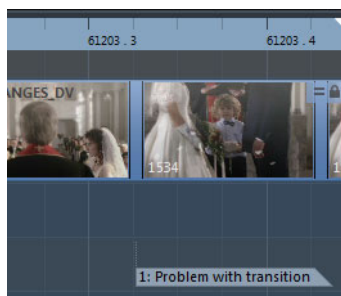 61203 . 3
61203 . 4
ANGES_DV
1534
1: Problem with transition